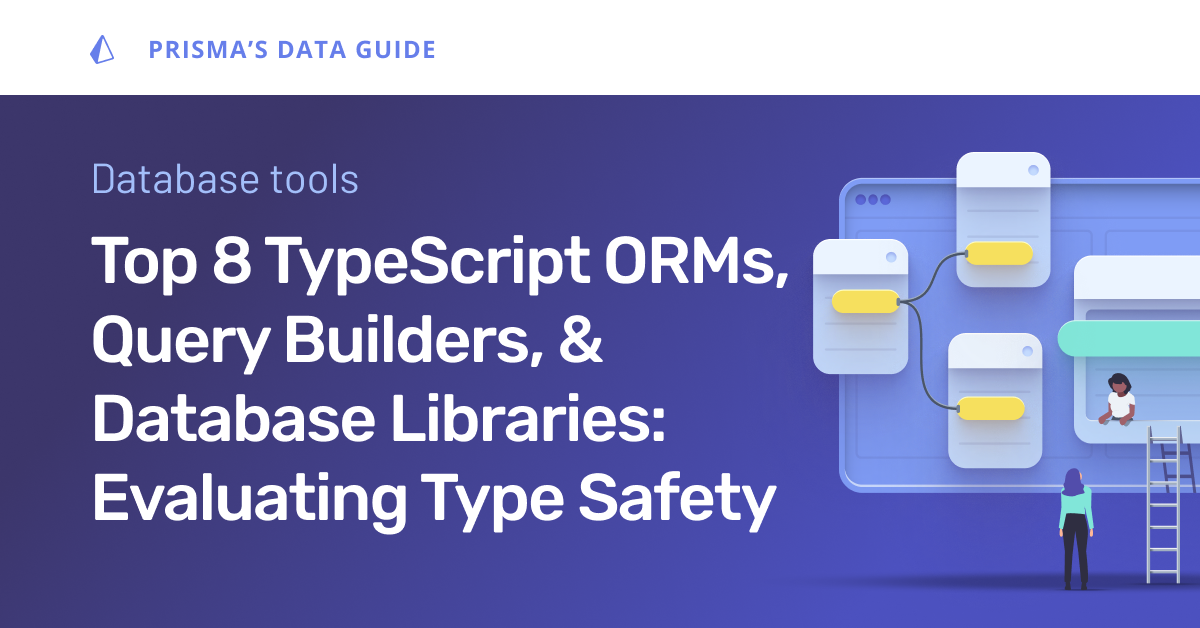 PRISMA’S DATA GUIDE
Database tools
Top 8 TypeScript ORMs,
Query Builders, &
Database Libraries:
Evaluating Type Safety